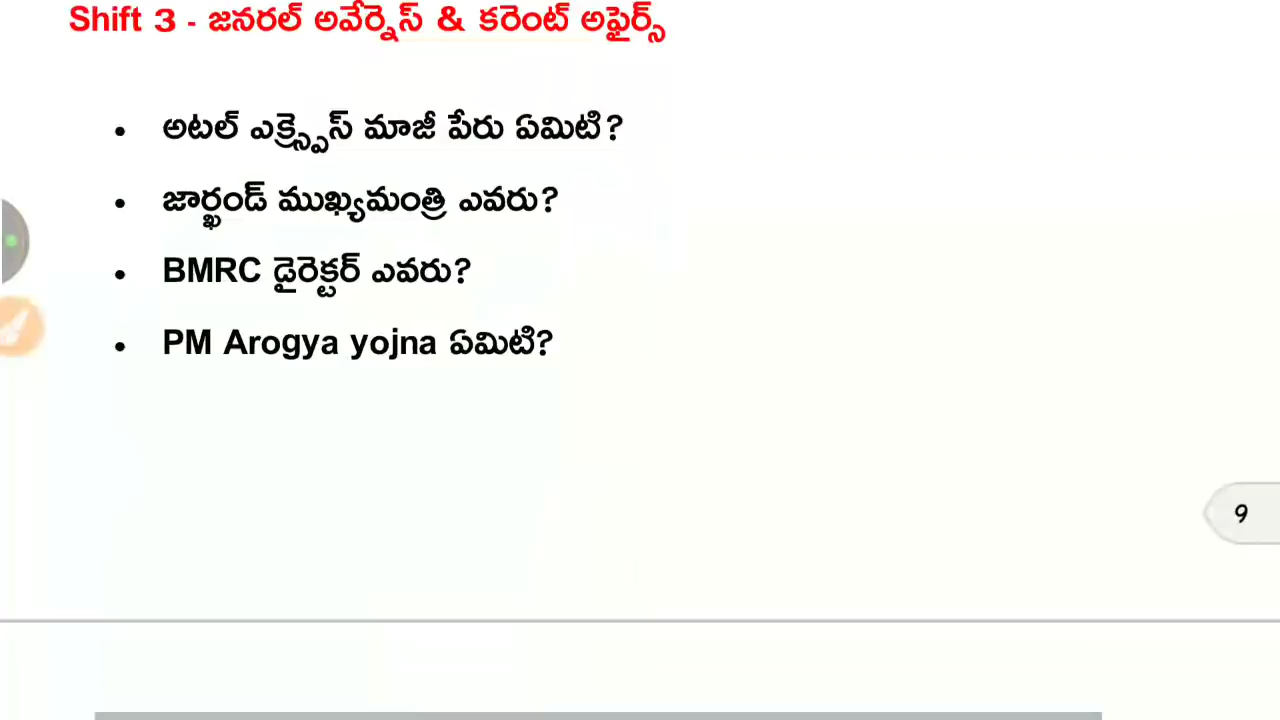 Shift 3 - జనరల్ అవేర్నెస్ & కరెంట్ అఫైర్స్
• అటల్ ఎక్స్ప్రెస్ మాజీ పేరు ఏమిటి?
• జార్ఖండ్ ముఖ్యమంత్రి ఎవరు?
• BMRC డైరెక్టర్ ఎవరు?
• PM Arogya yojna ఏమిటి?
9